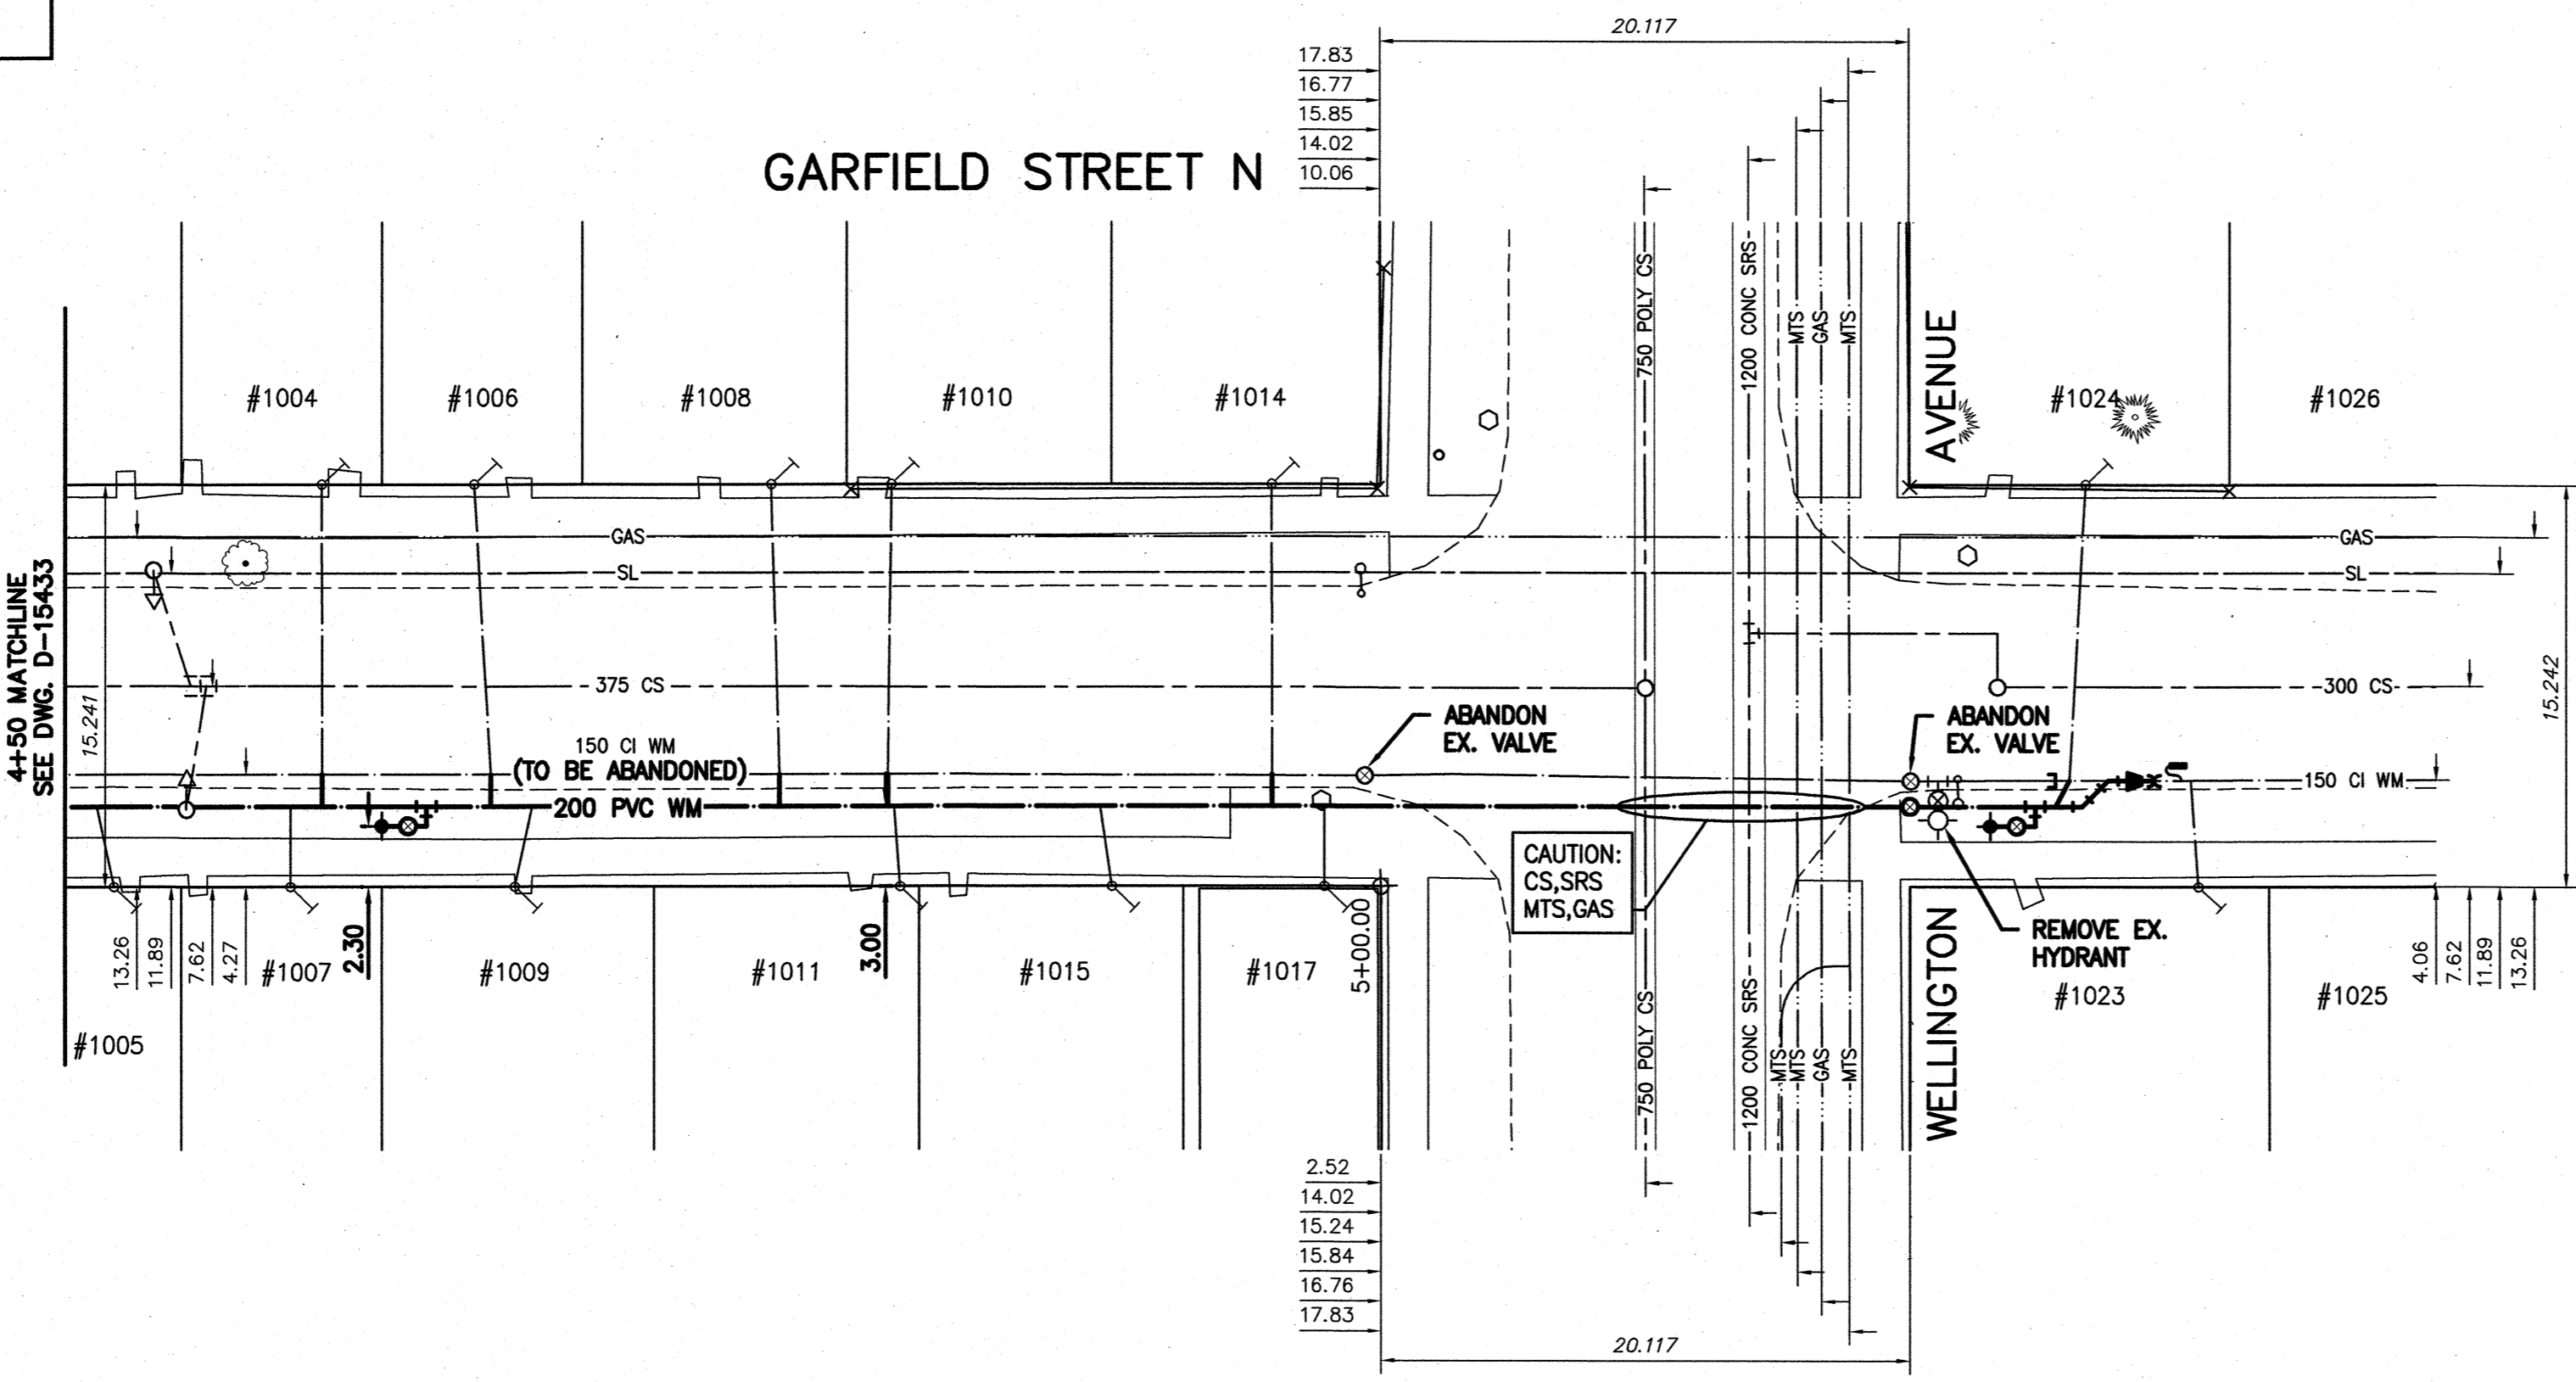 20.117
17.83
16.77
15.85
14.02
10.06
GARFIELD STREET N
750 POLY CS
1200 CONC SRS
MTS
GAS
MTS
AVENUE
#1004
#1006
#1008
#1010
#1014
#1024
#1026
GAS
GAS
SL
SL
4+50 MATCHLINE
SEE DWG. D-15433
15.241
375 CS
300 CS
15.242
ABANDON
EX. VALVE
ABANDON
EX. VALVE
150 CI WM
(TO BE ABANDONED)
150 CI WM
200 PVC WM
CAUTION:
CS,SRS
MTS,GAS
REMOVE EX.
HYDRANT
13.26
11.89
7.62
4.27
#1007
2.30
#1009
#1011
3.00
#1015
#1017
5+00.00
#1005
750 POLY CS
1200 CONC SRS
MTS
MTS
GAS
MTS
WELLINGTON
#1023
#1025
4.06
7.62
11.89
13.26
2.52
14.02
15.24
15.84
16.76
17.83
20.117